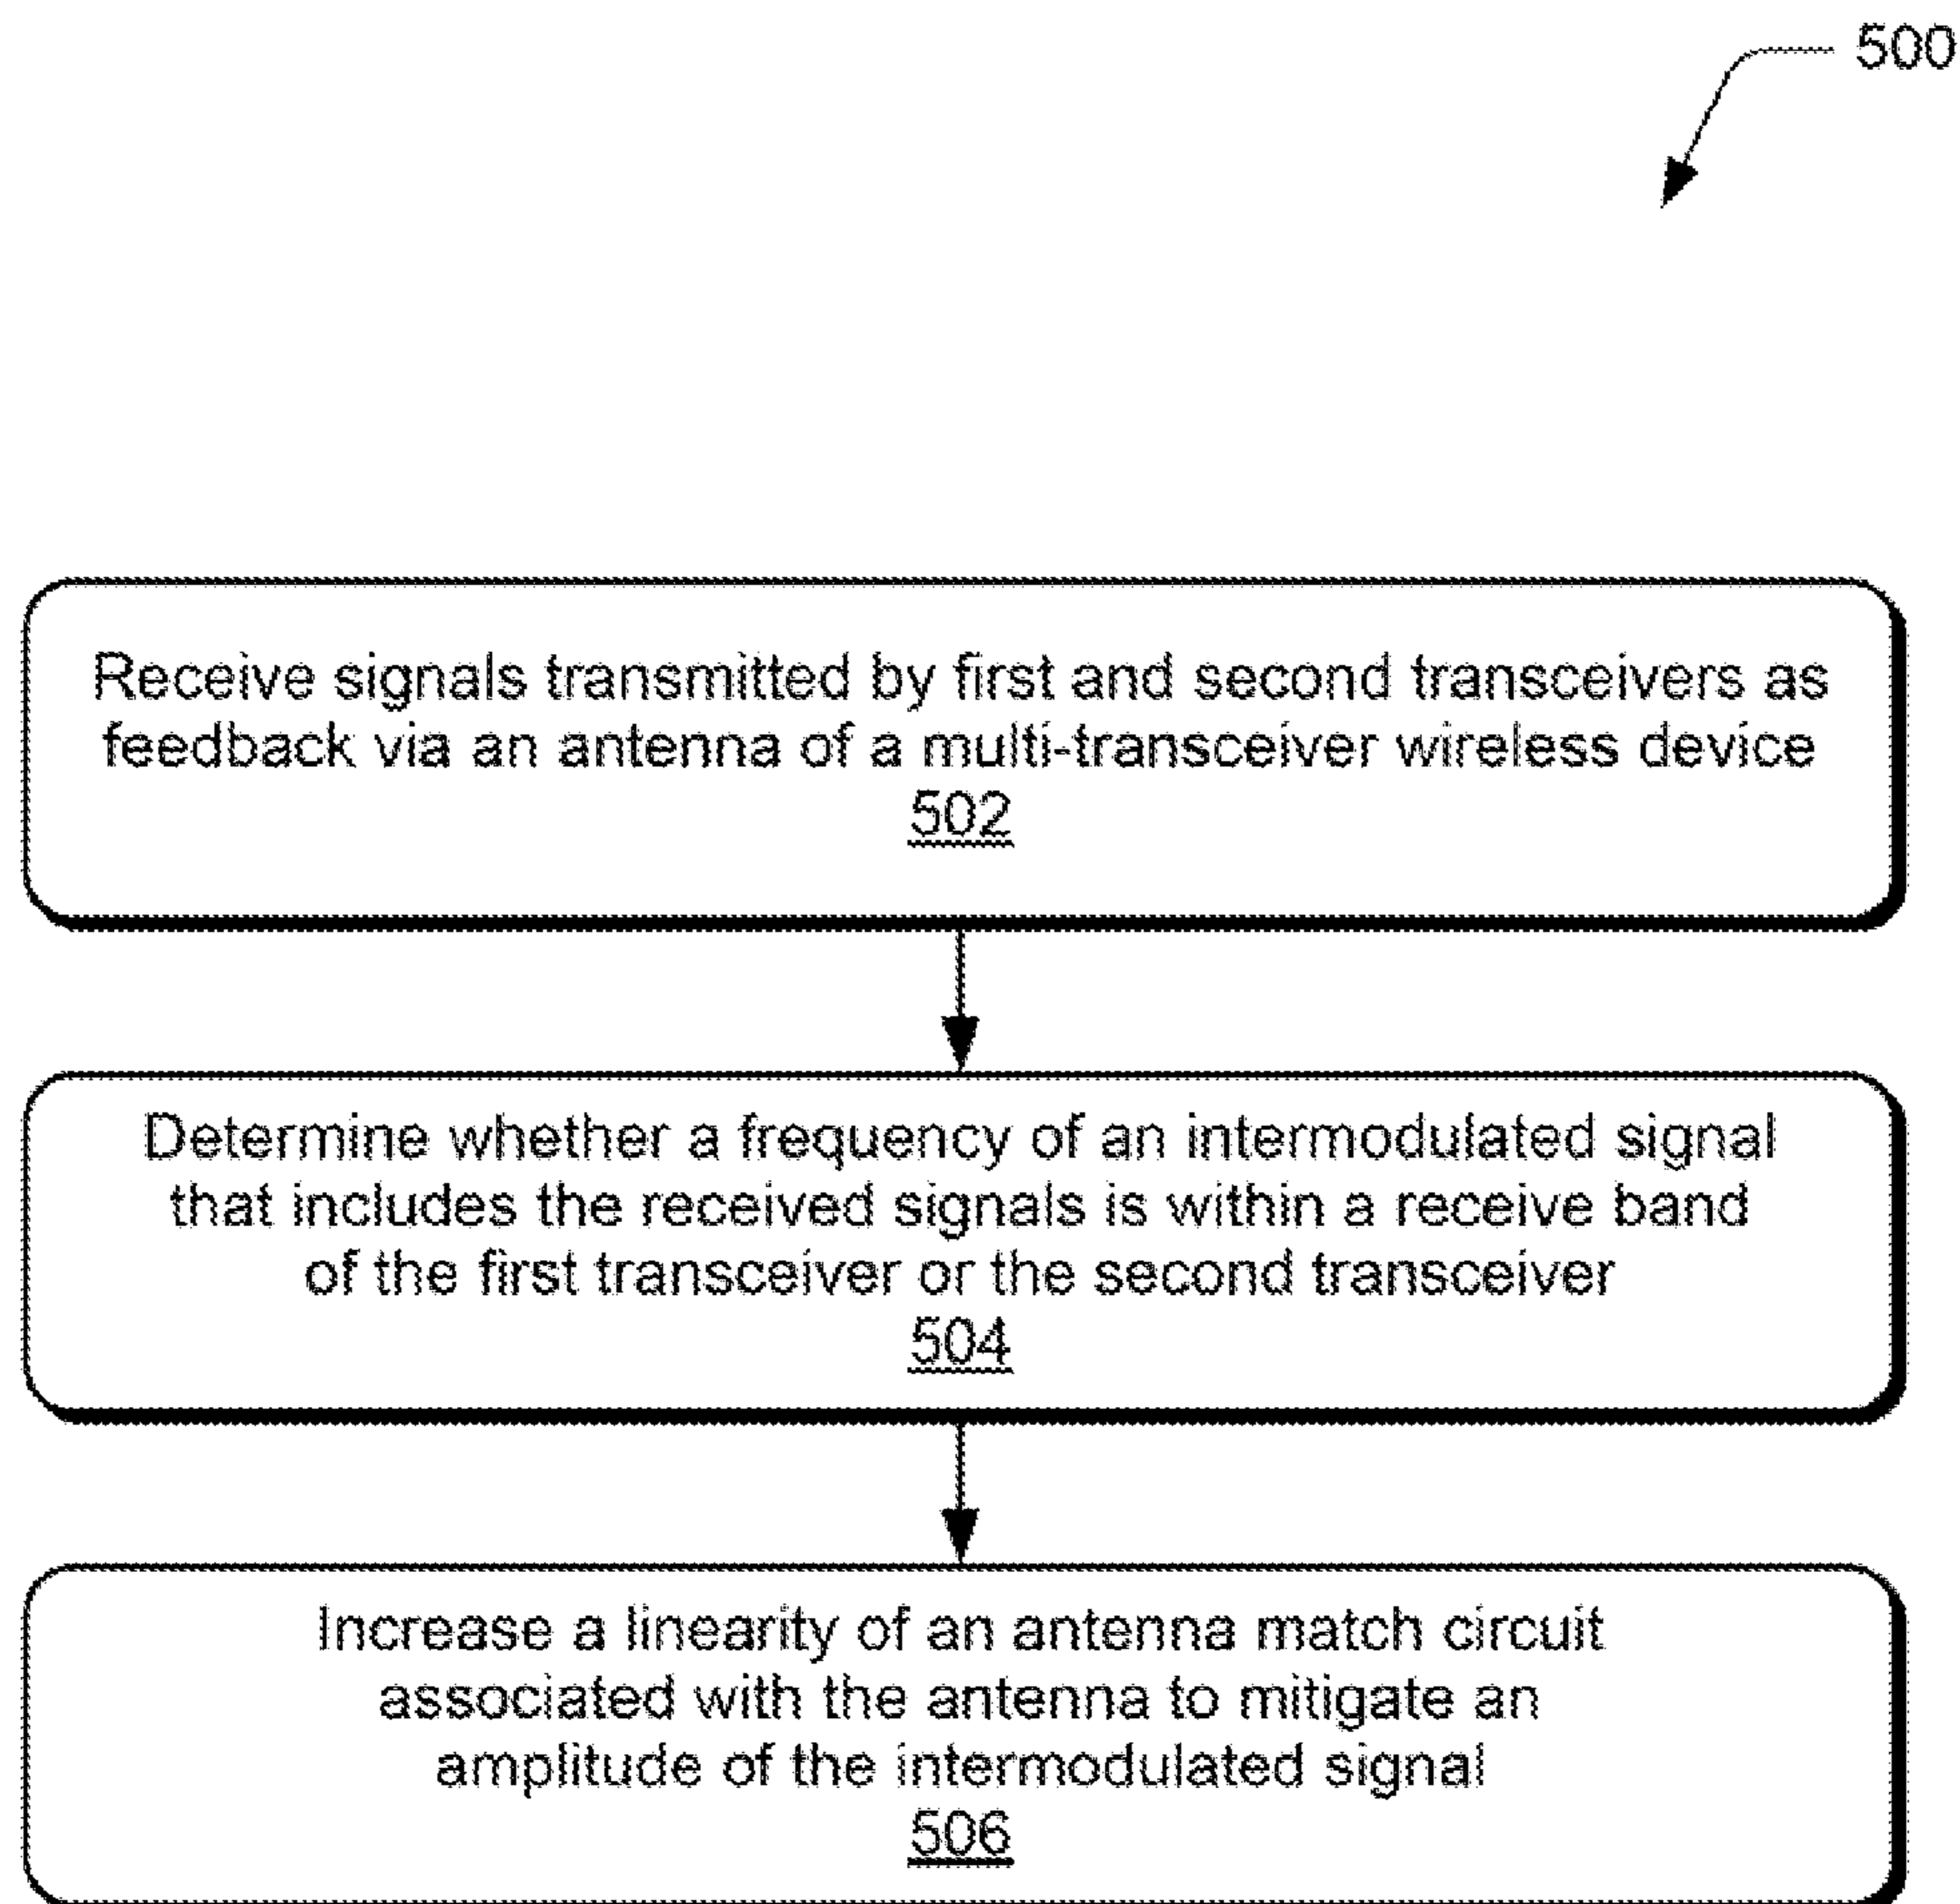 500
Receive signals transmitted by first and second transceivers as
feedback via an antenna of a multi-transceiver wireless device
502
Determine whether a frequency of an intermodulated signal
that includes the received signals is within a receive band
of the first transceiver or the second transceiver
504
Increase a linearity of an antenna match circuit
associated with the antenna to mitigate an
amplitude of the intermodulated signal
506